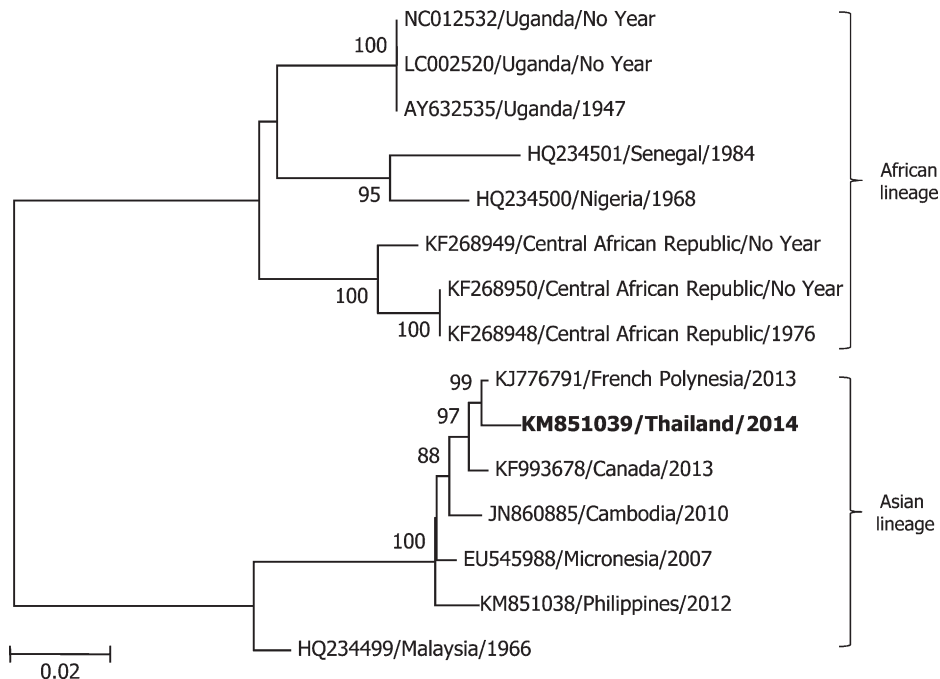 NC012532/Uganda/No Year
100
LC002520/Uganda/No Year
AY632535/Uganda/1947
HQ234501/Senegal/1984
95
HQ234500/Nigeria/1968
African
lineage
KF268949/Central African Republic/No Year
100
KF268950/Central African Republic/No Year
100
KF268948/Central African Republic/1976
99
KJ776791/French Polynesia/2013
97
KM851039/Thailand/2014
88
KF993678/Canada/2013
JN860885/Cambodia/2010
Asian
lineage
100
EU545988/Micronesia/2007
KM851038/Philippines/2012
HQ234499/Malaysia/1966
0.02